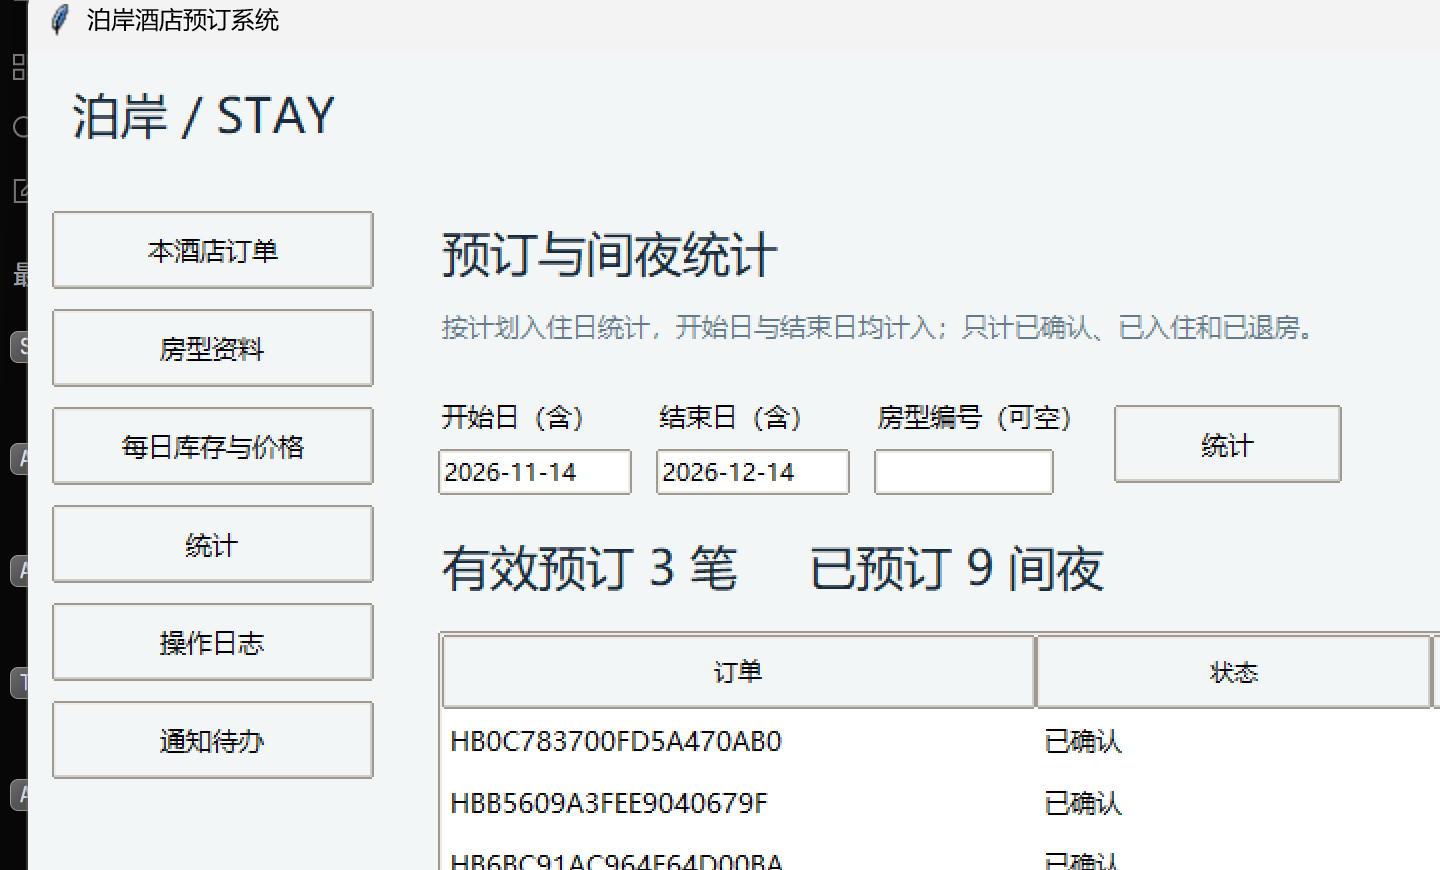 泊岸酒店预订系统
泊岸 / STAY
本酒店订单
房型资料
每日库存与价格
统计
操作日志
通知待办
预订与间夜统计
按计划入住日统计，开始日与结束日均计入；只计已确认、已入住和已退房。
开始日（含） 结束日（含） 房型编号（可空） 统计
2026-11-14 2026-12-14
有效预订 3 笔 已预订 9 间夜
订单 状态
HB0C783700FD5A470AB0 已确认
HBB5609A3FEE9040679F 已确认
HB6BC91AC964F64D00BA 已确认